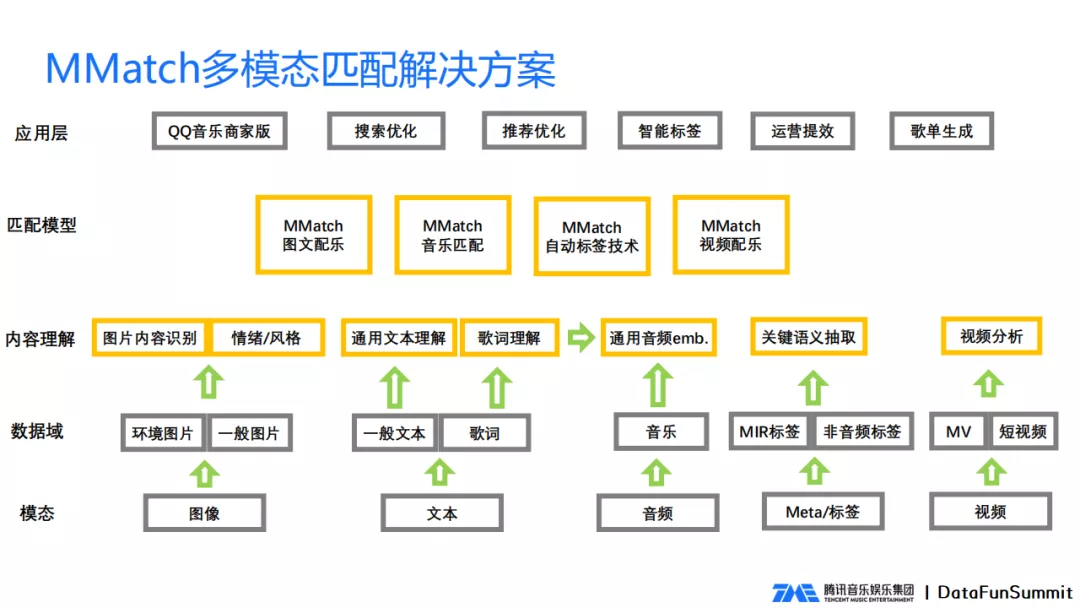 MMatch多模态匹配解决方案
应用层
QQ音乐商家版
搜索优化
推荐优化
智能标签
运营提效
歌单生成
匹配模型
MMatch
图文配乐
MMatch
音乐匹配
MMatch
自动标签技术
MMatch
视频配乐
内容理解
图片内容识别
情绪/风格
通用文本理解
歌词理解
通用音频emb.
关键语义抽取
视频分析
数据域
环境图片
一般图片
一般文本
歌词
音乐
MIR标签
非音频标签
MV
短视频
模态
图像
文本
音频
Meta/标签
视频
TME
腾讯音乐娱乐集团
TENCENT MUSIC ENTERTAINMENT
| DataFunSummit